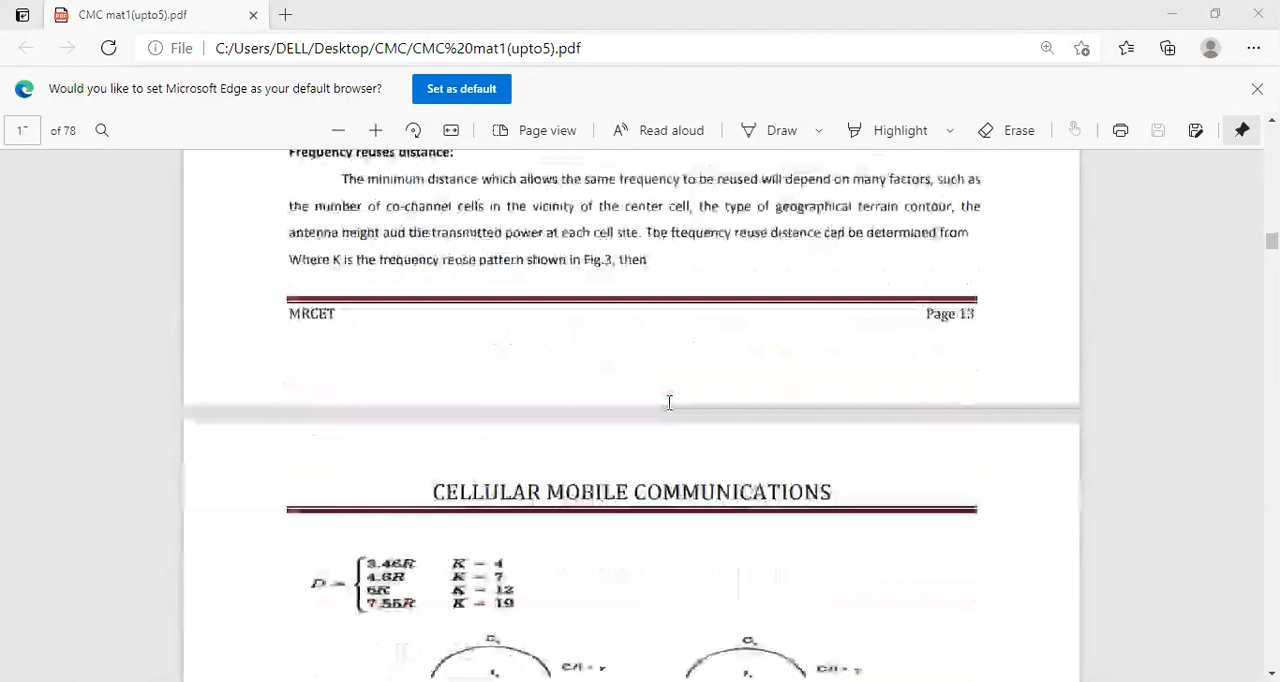 CMC mat1(upto5).pdf
File C:/Users/DELL/Desktop/CMC/CMC%20mat1(upto5).pdf
Would you like to set Microsoft Edge as your default browser? Set as default
of 78 Page view Read aloud Draw Highlight Erase
Frequency reuses distance:
The minimum distance which allows the same frequency to be reused will depend on many factors, such as
the number of co-channel cells in the vicinity of the center cell, the type of geographical terrain contour, the
antenna height and the transmitted power at each cell site. The frequency reuse distance can be determined from
Where K is the frequency reuse pattern shown in Fig.3, then
MRCET Page 13
CELLULAR MOBILE COMMUNICATIONS
D = 3.46R K = 4
4.6R K = 7
6R K = 12
7.55R K = 19